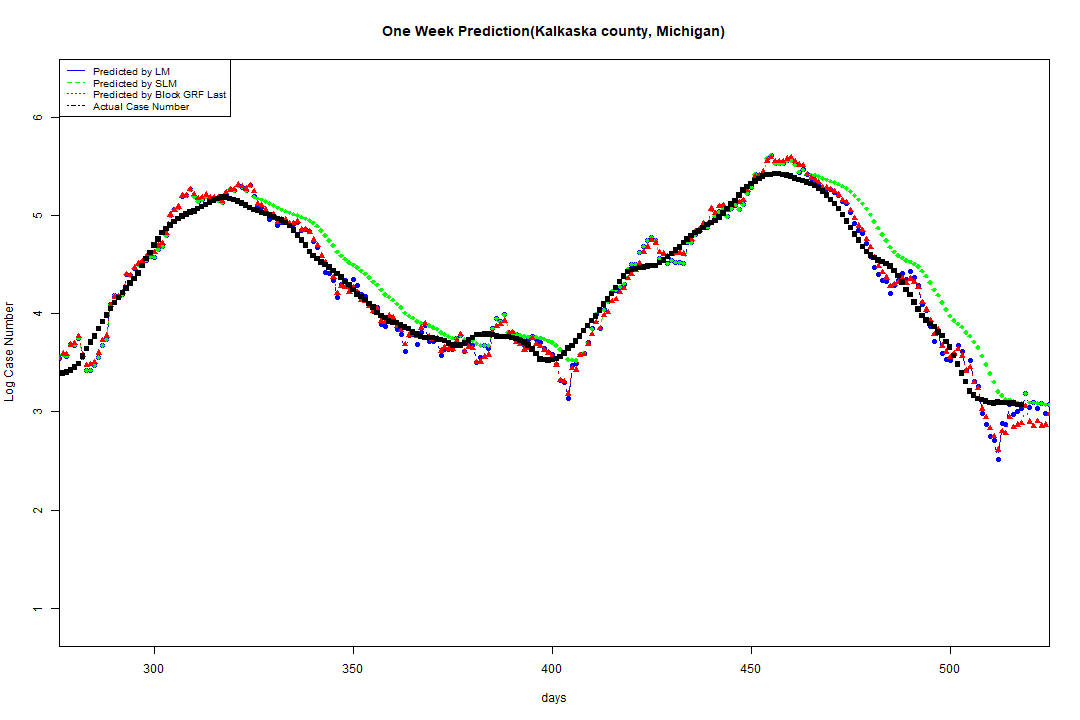 One Week Prediction(Kalkaska county, Michigan)
Predicted by LM
Predicted by SLM
Predicted by Block GRF Last
Actual Case Number
Log Case Number
6
5
4
3
2
1
300 350 400 450 500
days